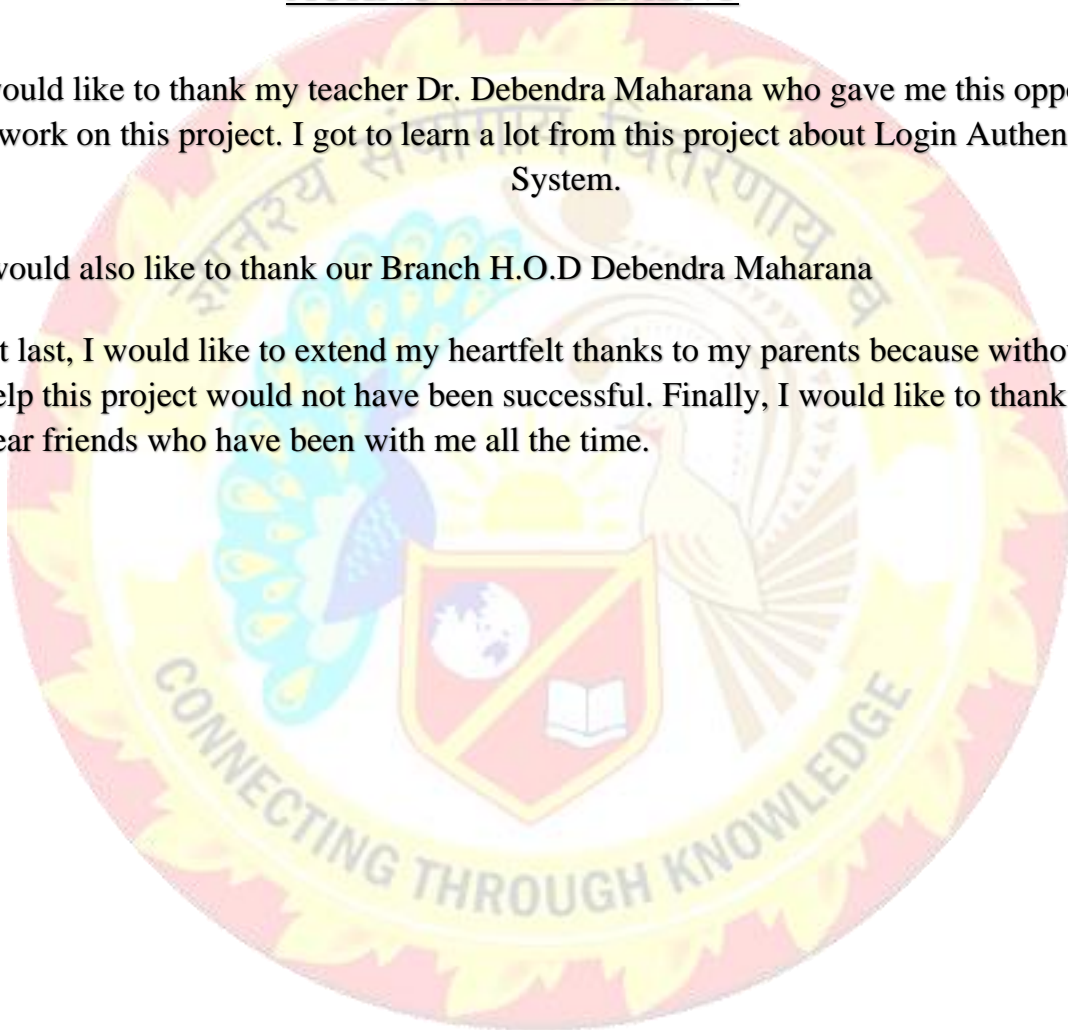 would like to thank my teacher Dr. Debendra Maharana who gave me this oppo
work on this project. I got to learn a lot from this project about Login Authen
System.
would also like to thank our Branch H.O.D Debendra Maharana
t last, I would like to extend my heartfelt thanks to my parents because witho
elp this project would not have been successful. Finally, I would like to thank
ear friends who have been with me all the time.
वितरणाय च
CONNECTING THROUGH KNOWLEDGE